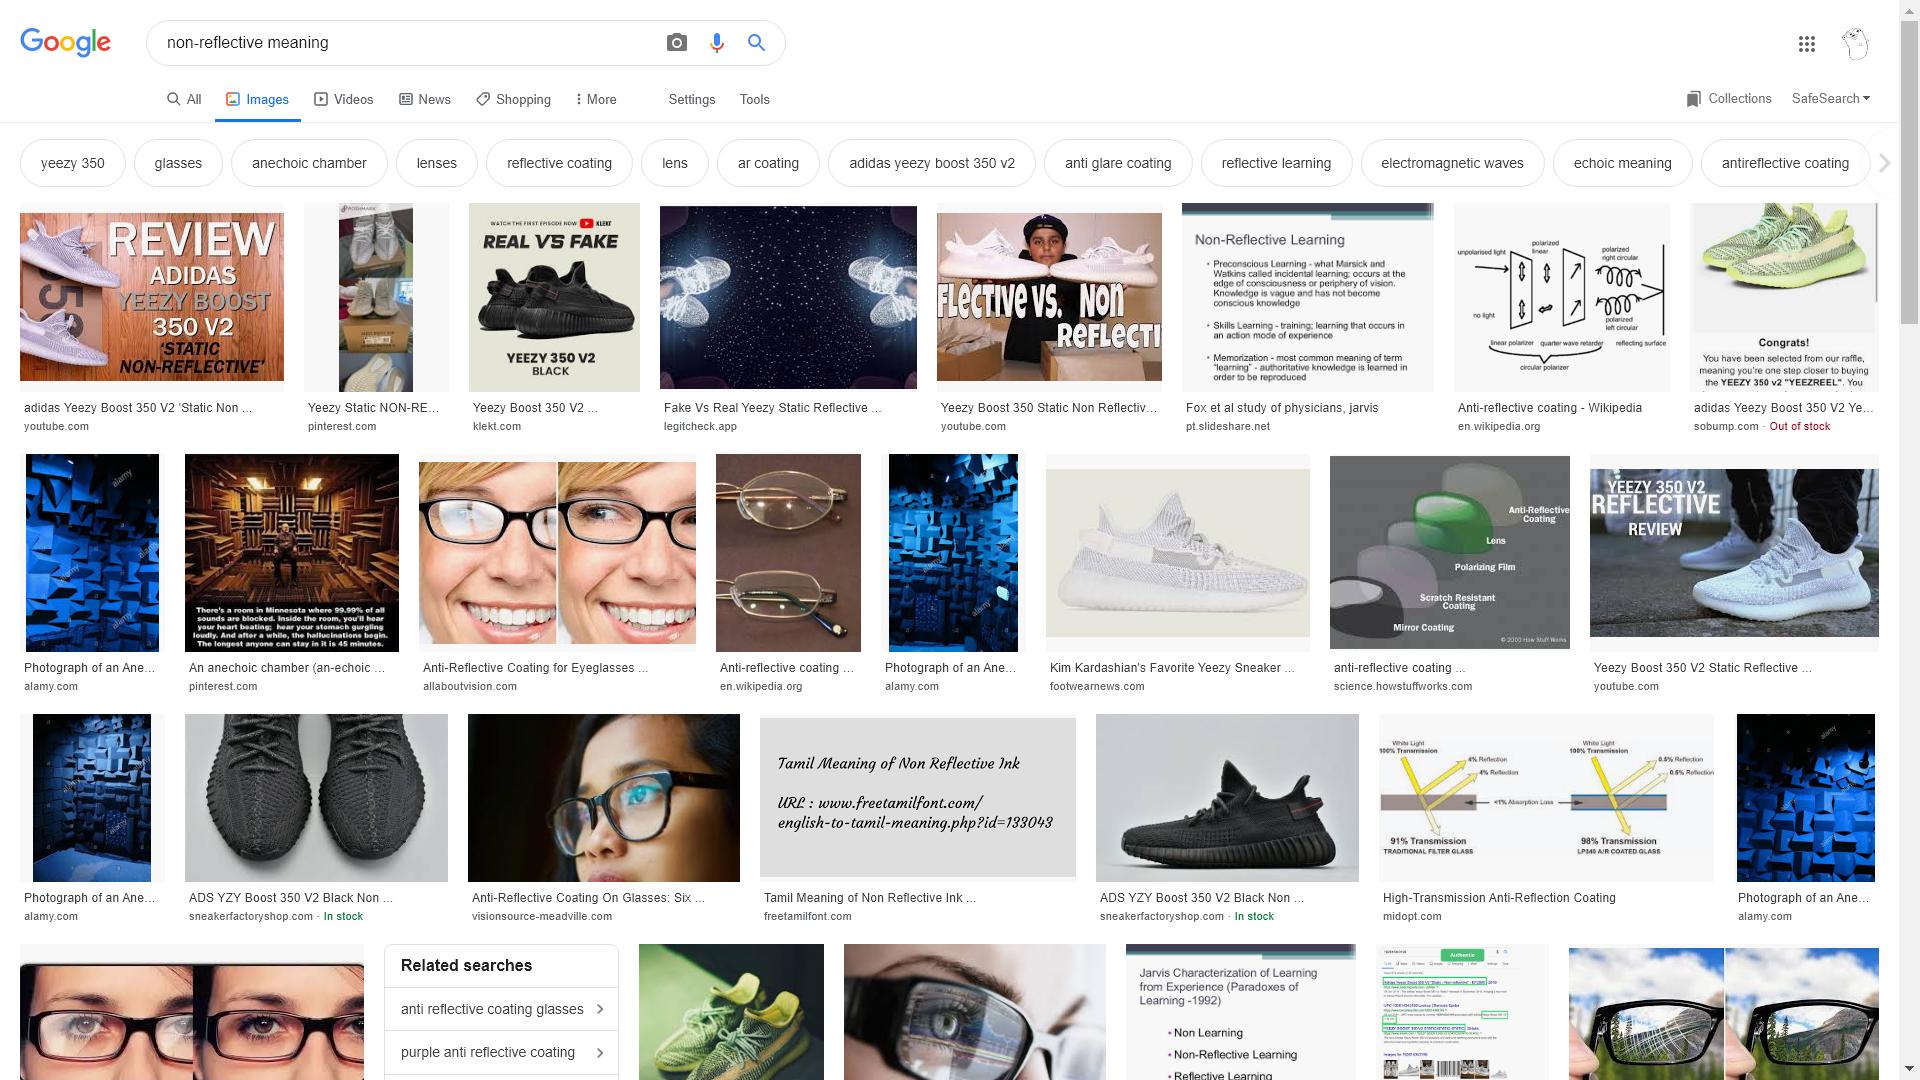 Google
non-reflective meaning
All
Images
Videos
News
Shopping
More
Settings
Tools
Collections
SafeSearch
yeezy 350
glasses
anechoic chamber
lenses
reflective coating
lens
ar coating
adidas yeezy boost 350 v2
anti glare coating
reflective learning
electromagnetic waves
echoic meaning
antireflective coating
REVIEW
ADIDAS
YEEZY BOOST
350 V2
'STATIC
NON-REFLECTIVE'
adidas Yeezy Boost 350 V2 'Static Non ...
youtube.com
POSHMARK
Yeezy Static NON-RE...
pinterest.com
WATCH THE FIRST EPISODE NOW KLEKT
REAL VS FAKE
YEEZY 350 V2
BLACK
Yeezy Boost 350 V2 ...
klekt.com
Fake Vs Real Yeezy Static Reflective ...
legitcheck.app
FLECTIVE VS. NON
REFLECTI
Yeezy Boost 350 Static Non Reflectiv...
youtube.com
Non-Reflective Learning
• Preconscious Learning - what Marsick and
Watkins called incidental learning; occurs at the
edge of consciousness or periphery of vision.
Knowledge is vague and has not become
conscious knowledge
• Skills Learning - training; learning that occurs in
an action mode of experience
• Memorization - most common meaning of term
"learning" - authoritative knowledge is learned in
order to be reproduced
Fox et al study of physicians, jarvis
pt.slideshare.net
unpolarised light
polarized
linear
polarized
right circular
no light
polarized
left circular
linear polarizer
quarter wave retarder
reflecting surface
circular polarizer
Anti-reflective coating - Wikipedia
en.wikipedia.org
Congrats!
You have been selected from our raffle,
meaning you're one step closer to buying
the YEEZY 350 v2 "YEEZREEL". You
adidas Yeezy Boost 350 V2 Ye...
sobump.com · Out of stock
alamy
Photograph of an Ane...
alamy.com
There's a room in Minnesota where 99.99% of all
sounds are blocked. Inside the room, you'll hear
your heart beating; hear your stomach gurgling
loudly. And after a while, the hallucinations begin.
The longest anyone can stay in it is 45 minutes.
An anechoic chamber (an-echoic ...
pinterest.com
Anti-Reflective Coating for Eyeglasses ...
allaboutvision.com
Anti-reflective coating ...
en.wikipedia.org
alamy
Photograph of an Ane...
alamy.com
Kim Kardashian's Favorite Yeezy Sneaker ...
footwearnews.com
Anti-Reflective
Coating
Lens
Polarizing Film
Scratch Resistant
Coating
Mirror Coating
© 2000 How Stuff Works
anti-reflective coating ...
science.howstuffworks.com
YEEZY 350 V2
REFLECTIVE
REVIEW
Yeezy Boost 350 V2 Static Reflective ...
youtube.com
Photograph of an Ane...
alamy.com
ADS YZY Boost 350 V2 Black Non ...
sneakerfactoryshop.com · In stock
Anti-Reflective Coating On Glasses: Six ...
visionsource-meadville.com
Tamil Meaning of Non Reflective Ink
URL : www.freetamilfont.com/
english-to-tamil-meaning.php?id=133043
Tamil Meaning of Non Reflective Ink ...
freetamilfont.com
ADS YZY Boost 350 V2 Black Non ...
sneakerfactoryshop.com · In stock
White Light
100% Transmission
4% Reflection
4% Reflection
<1% Absorption Loss
91% Transmission
TRADITIONAL FILTER GLASS
White Light
100% Transmission
0.5% Reflection
0.5% Reflection
98% Transmission
LP340 A/R COATED GLASS
High-Transmission Anti-Reflection Coating
midopt.com
Photograph of an Ane...
alamy.com
Related searches
anti reflective coating glasses
purple anti reflective coating
Jarvis Characterization of Learning
from Experience (Paradoxes of
Learning -1992)
• Non Learning
• Non-Reflective Learning
• Reflective Learning
Authentic